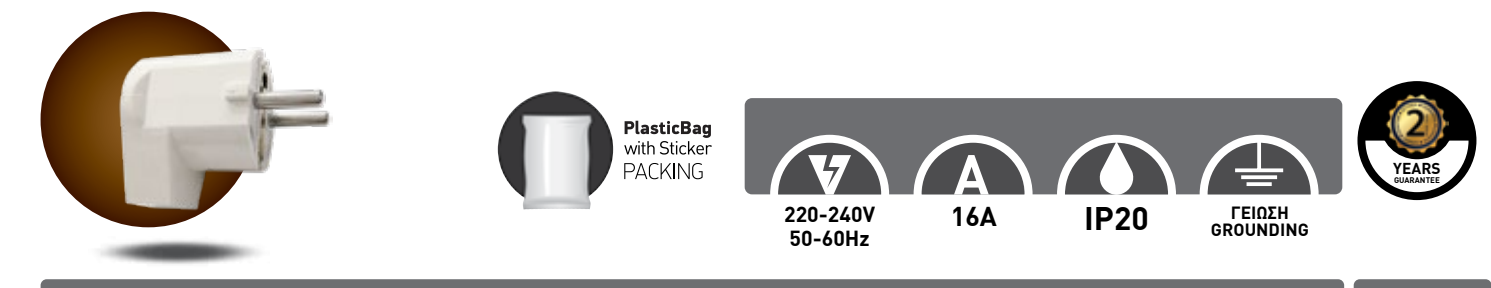 PlasticBag
with Sticker
PACKING
V
220-240V
50-60Hz
A
16A
IP20
ΓΕΙΩΣΗ
GROUNDING
2
YEARS
GUARANTEE